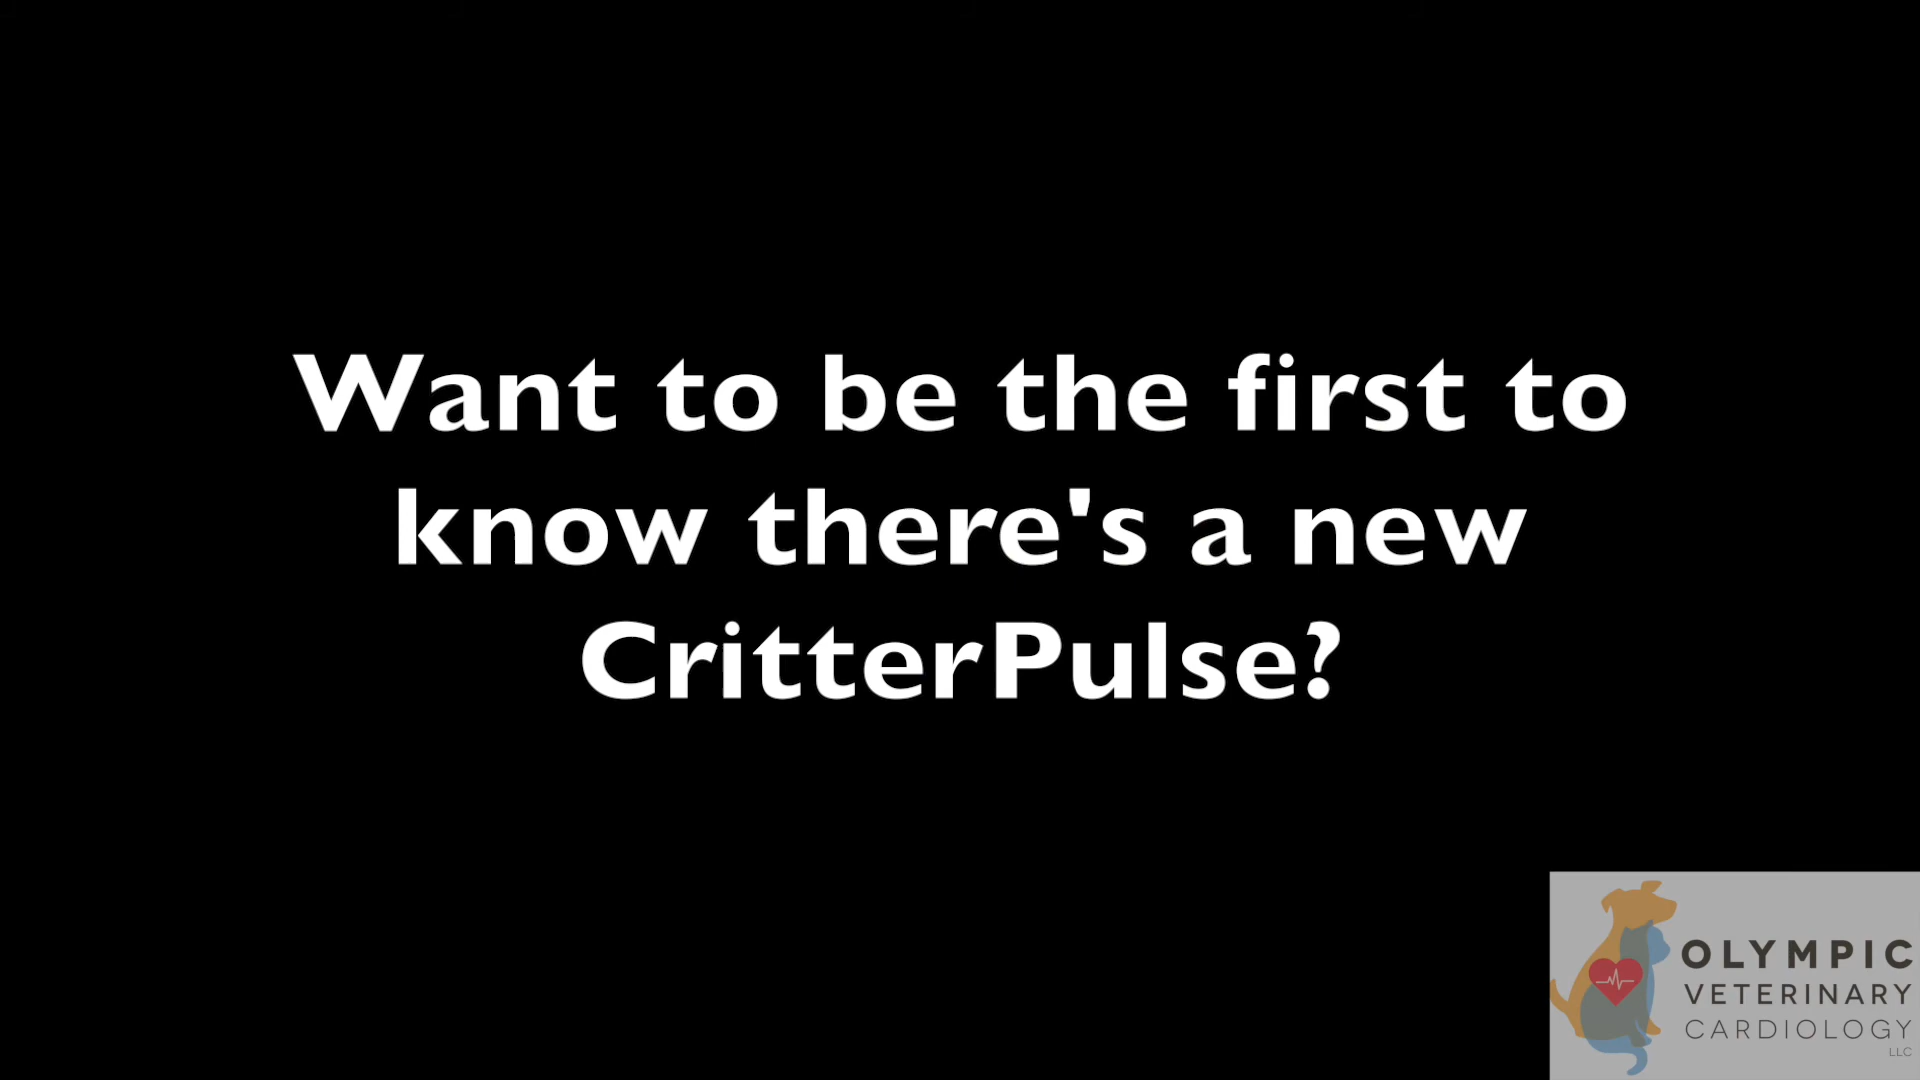 Want to be the first to
know there's a new
CritterPulse?
OLYMPIC
VETERINARY
CARDIOLOGY
LLC